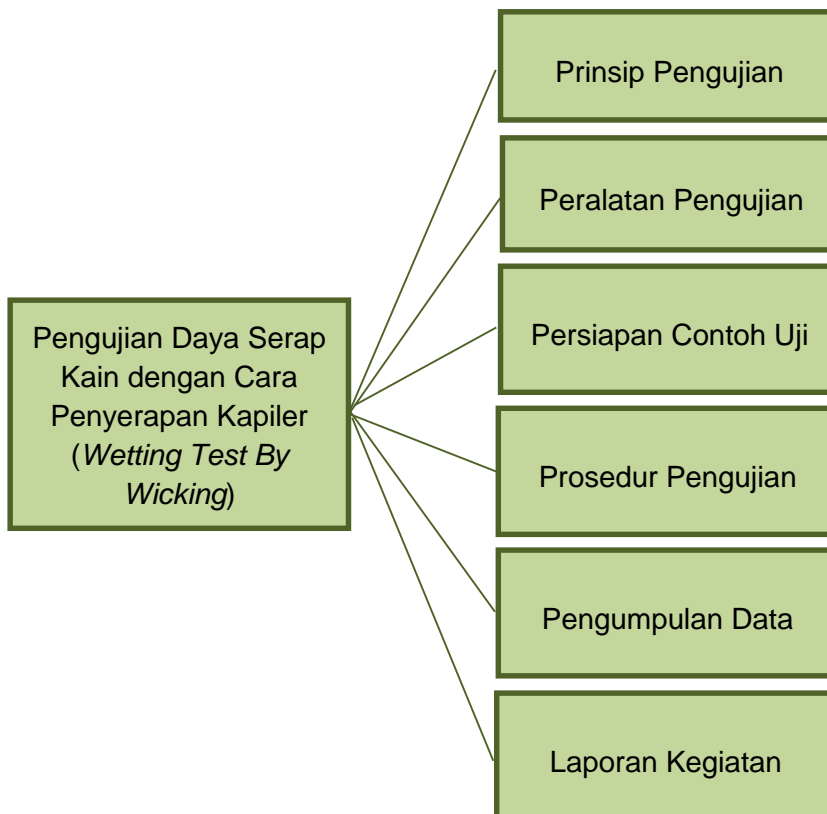 Pengujian Daya Serap
Kain dengan Cara
Penyerapan Kapiler
(Wetting Test By
Wicking)
Prinsip Pengujian
Peralatan Pengujian
Persiapan Contoh Uji
Prosedur Pengujian
Pengumpulan Data
Laporan Kegiatan